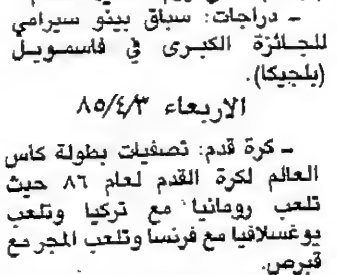 - دراجات: سباق بينو سيرامي
للجائزة الكبرى في فاسمويل
(بلجيكا).
الاربعاء ٨٥/٤/٣
- كرة قدم: تصفيات بطولة كاس
العالم لكرة القدم لعام ٨٦ حيث
تلعب رومانيا مع تركيا وتلعب
يوغسلافيا مع فرنسا وتلعب المجر مع
قبرص.